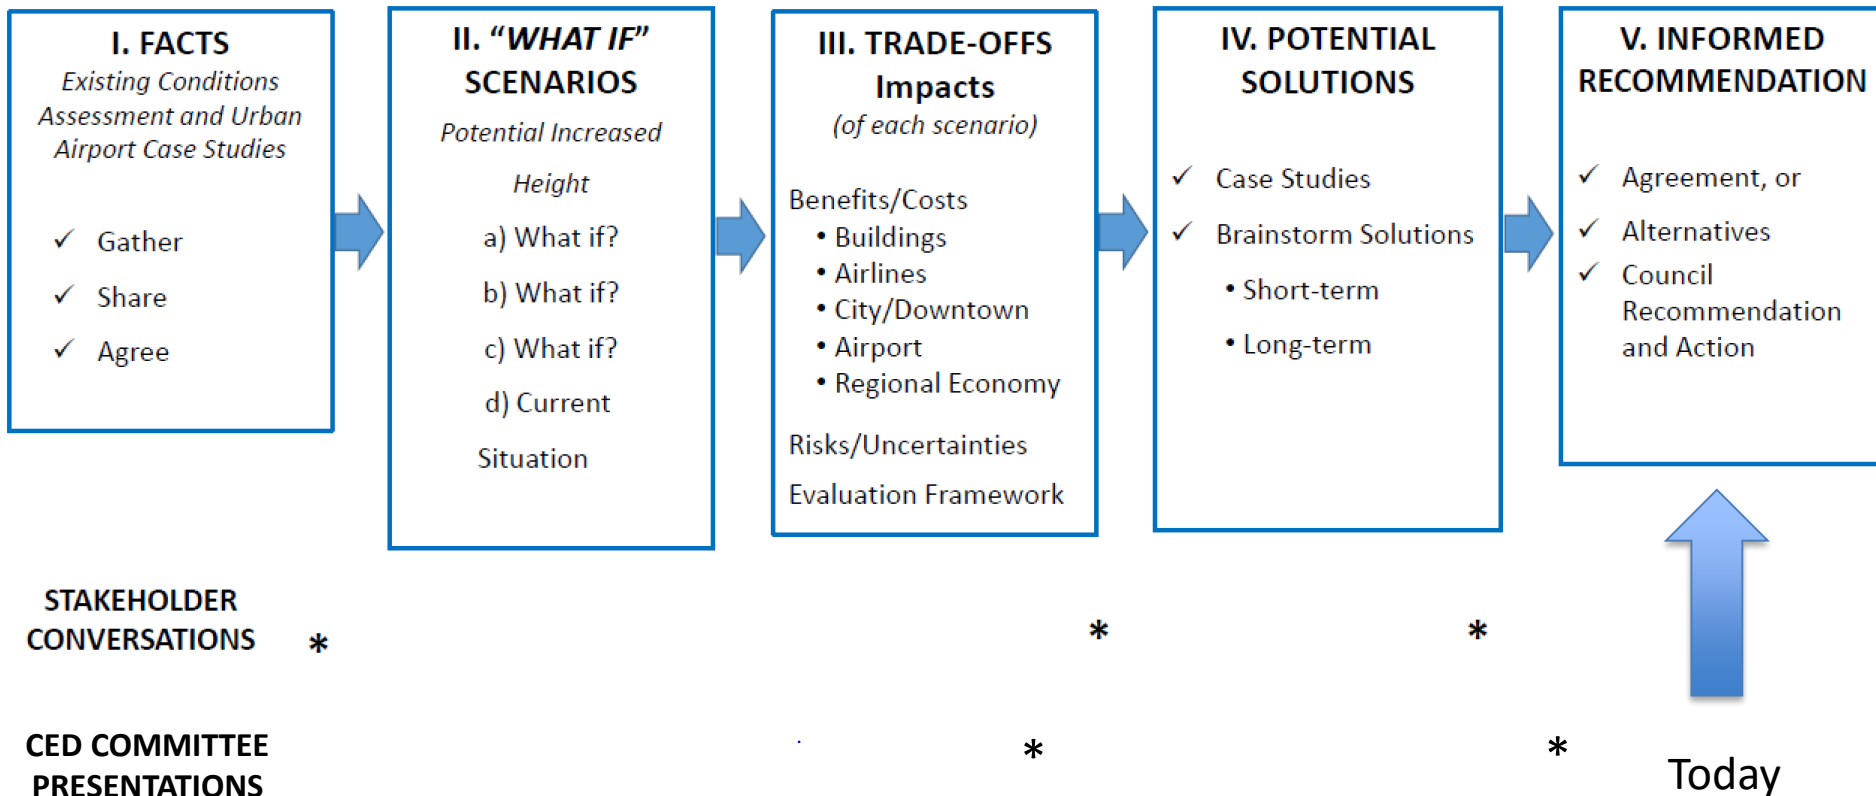 I. FACTS
Existing Conditions
Assessment and Urban
Airport Case Studies
✓ Gather
✓ Share
✓ Agree
II. “WHAT IF”
SCENARIOS
Potential Increased
Height
a) What if?
b) What if?
c) What if?
d) Current
Situation
III. TRADE-OFFS
Impacts
(of each scenario)
Benefits/Costs
• Buildings
• Airlines
• City/Downtown
• Airport
• Regional Economy
Risks/Uncertainties
Evaluation Framework
IV. POTENTIAL
SOLUTIONS
✓ Case Studies
✓ Brainstorm Solutions
• Short-term
• Long-term
V. INFORMED
RECOMMENDATION
✓ Agreement, or
✓ Alternatives
✓ Council
Recommendation
and Action
STAKEHOLDER
CONVERSATIONS * * *
CED COMMITTEE
PRESENTATIONS * *
Today